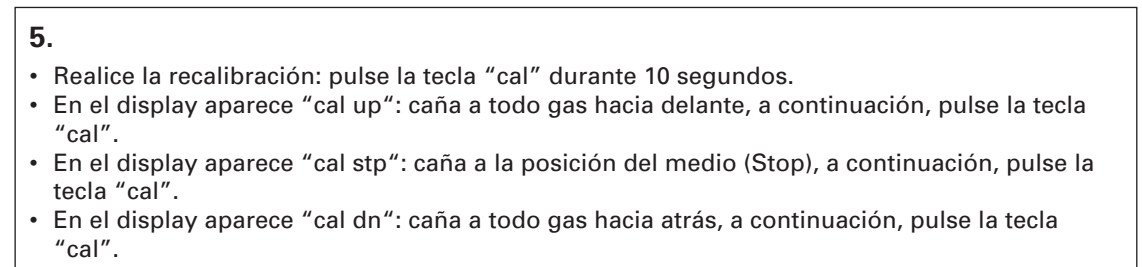 5.
• Realice la recalibración: pulse la tecla “cal” durante 10 segundos.
• En el display aparece “cal up“: caña a todo gas hacia delante, a continuación, pulse la tecla
“cal”.
• En el display aparece “cal stp“: caña a la posición del medio (Stop), a continuación, pulse la
tecla “cal”.
• En el display aparece “cal dn“: caña a todo gas hacia atrás, a continuación, pulse la tecla
“cal”.